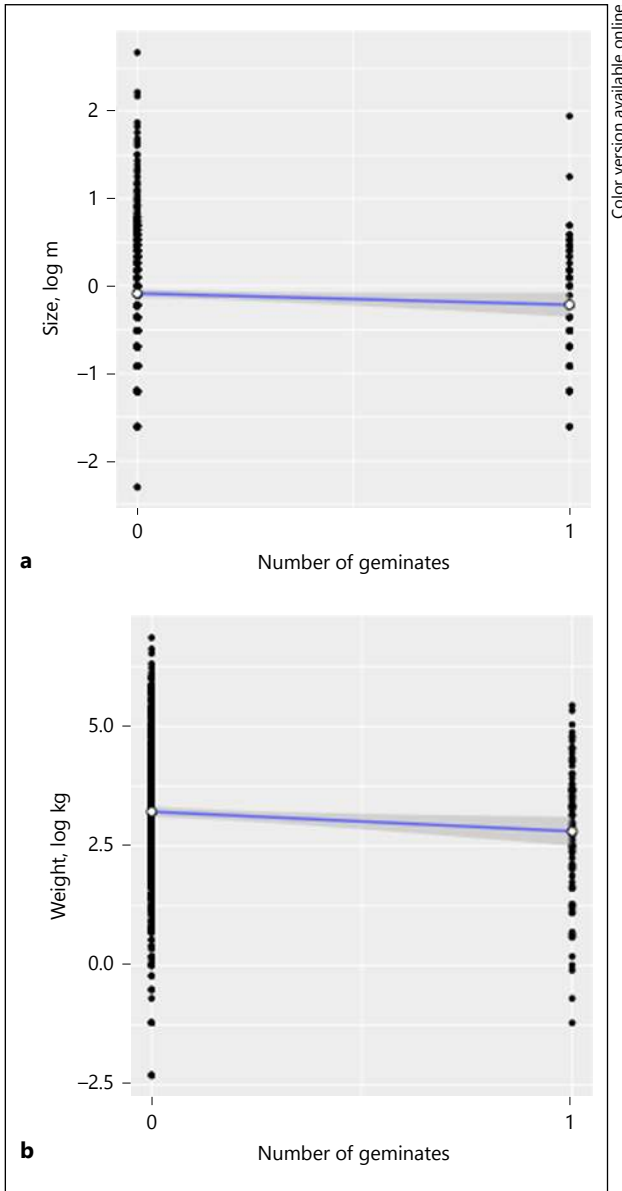 Color version available online
2
1
0
–1
–2
Size, log m
0 1
Number of geminates
a
5.0
2.5
0.0
–2.5
Weight, log kg
0 1
Number of geminates
b